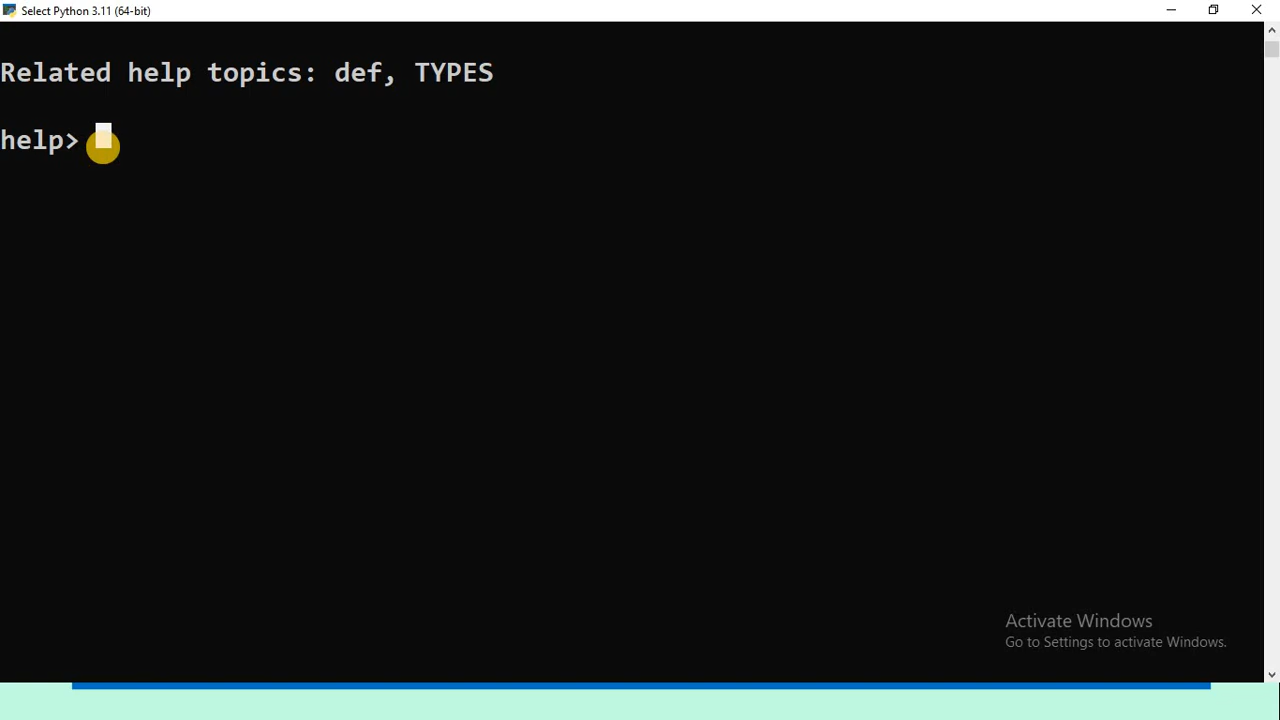 Select Python 3.11 (64-bit)
Related help topics: def, TYPES
help>
Activate Windows
Go to Settings to activate Windows.